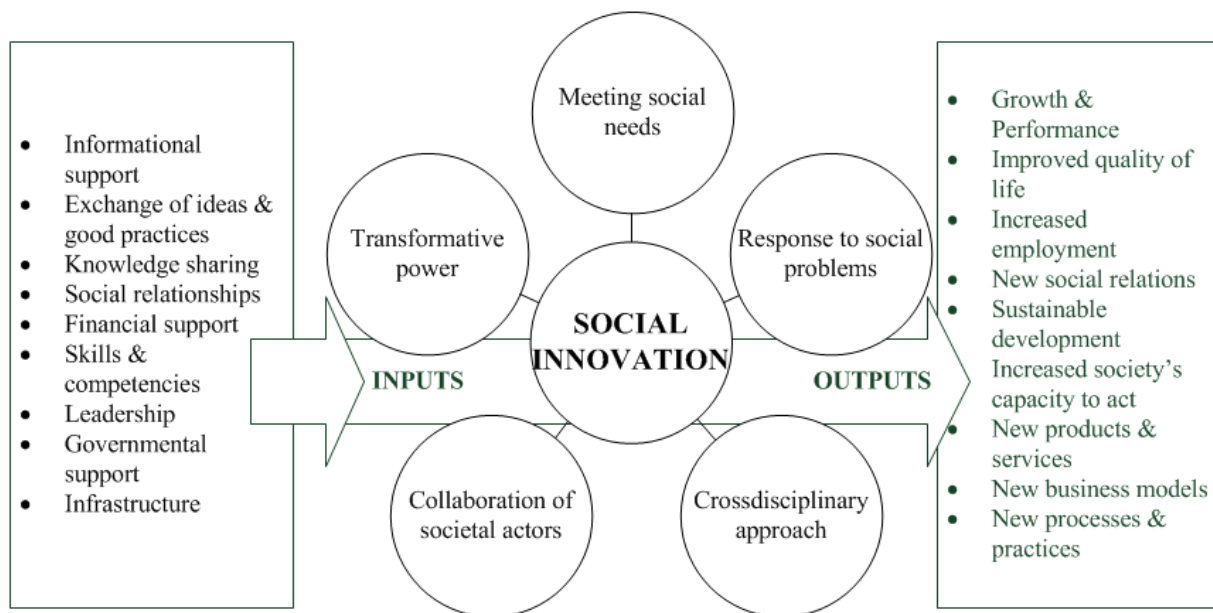 • Informational
support
• Exchange of ideas &
good practices
• Knowledge sharing
• Social relationships
• Financial support
• Skills &
competencies
• Leadership
• Governmental
support
• Infrastructure
INPUTS
Meeting social
needs
Transformative
power
Response to social
problems
SOCIAL
INNOVATION
Collaboration of
societal actors
Crossdisciplinary
approach
OUTPUTS
• Growth &
Performance
• Improved quality of
life
• Increased
employment
• New social relations
• Sustainable
development
Increased society’s
capacity to act
• New products &
services
• New business models
• New processes &
practices